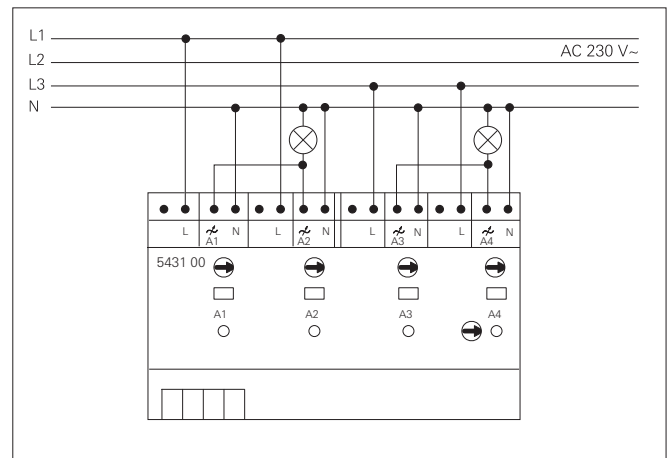 L1
AC 230 V~
L2
L3
N
L N L N L N L N
A1 A2 A3 A4
5431 00
A1 A2 A3 A4